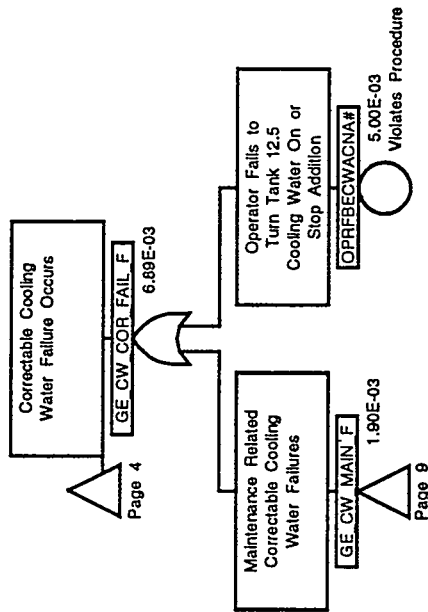 Correctable Cooling
Water Failure Occurs
GE_CW_COR_FAIL_F
6.89E-03
Page 4
Maintenance Related
Correctable Cooling
Water Failures
GE_CW_MAIN'F
1.90E-03
Page 9
Operator Fails to
Turn Tank 12.5
Cooling Water On or
Stop Addition
OPRFBECWACNA#
5.00E-03
Violates Procedure